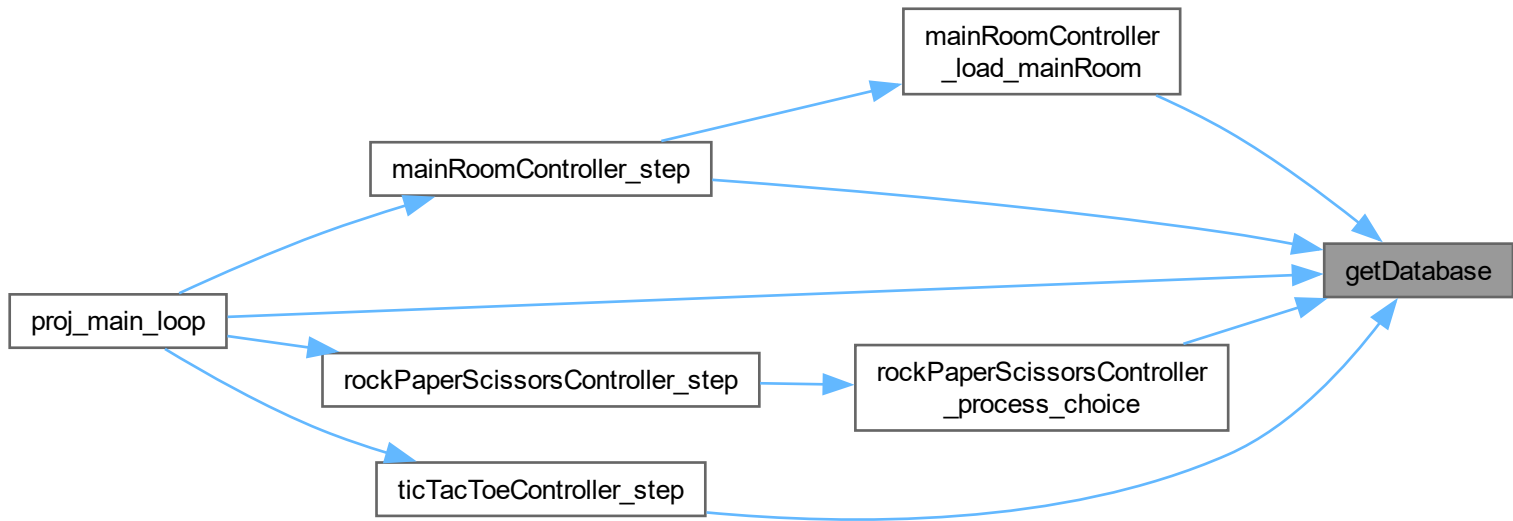 mainRoomController
_load_mainRoom
mainRoomController_step
getDatabase
proj_main_loop
rockPaperScissorsController_step
rockPaperScissorsController
_process_choice
ticTacToeController_step